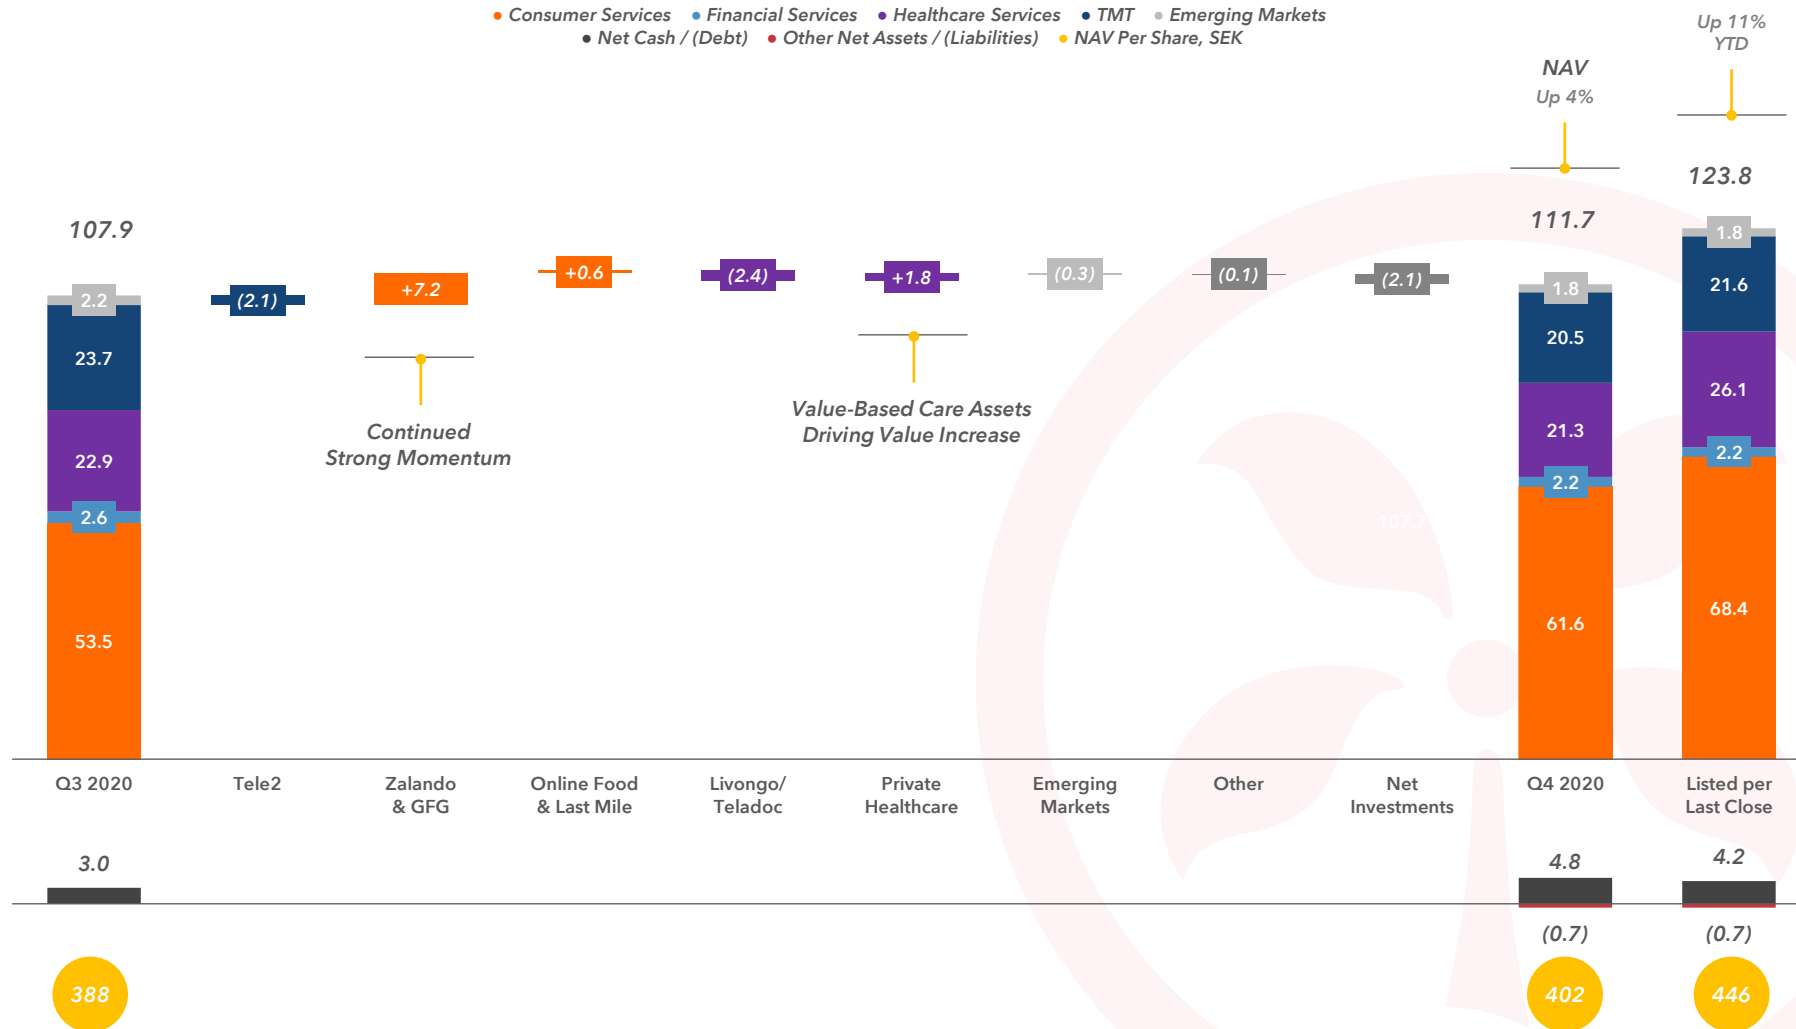 Consumer Services Financial Services Healthcare Services TMT Emerging Markets
Net Cash / (Debt) Other Net Assets / (Liabilities) NAV Per Share, SEK
Up 11%
YTD
NAV
Up 4%
123.8
111.7
107.9
1.8
2.2
(2.1)
+7.2
+0.6
(2.4)
+1.8
(0.3)
(0.1)
(2.1)
1.8
21.6
23.7
20.5
26.1
Continued
Strong Momentum
Value-Based Care Assets
Driving Value Increase
22.9
21.3
2.2
2.6
2.2
107.7
53.5
61.6
68.4
Q3 2020
Tele2
Zalando
& GFG
Online Food
& Last Mile
Livongo/
Teladoc
Private
Healthcare
Emerging
Markets
Other
Net
Investments
Q4 2020
Listed per
Last Close
3.0
4.8
4.2
(0.7)
(0.7)
388
402
446